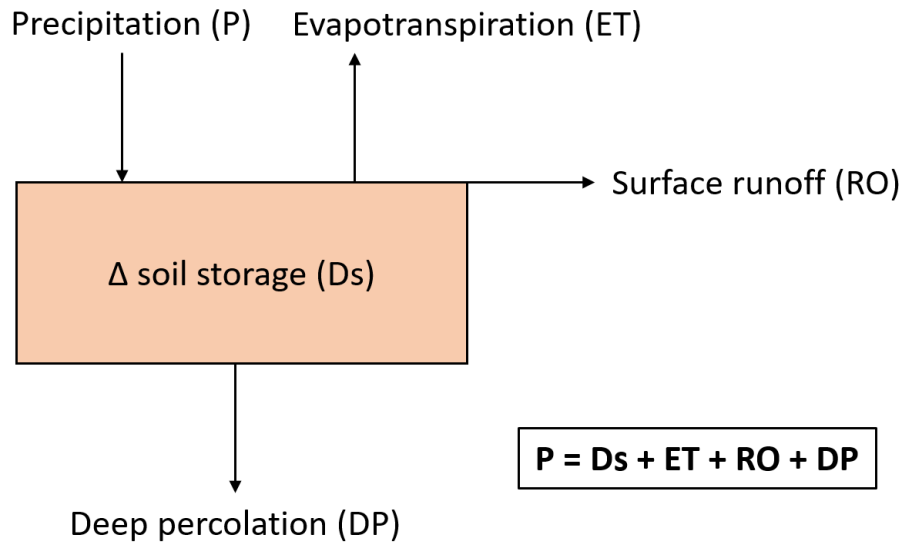 Precipitation (P)
Evapotranspiration (ET)
Surface runoff (RO)
Δ soil storage (Ds)
P = Ds + ET + RO + DP
Deep percolation (DP)